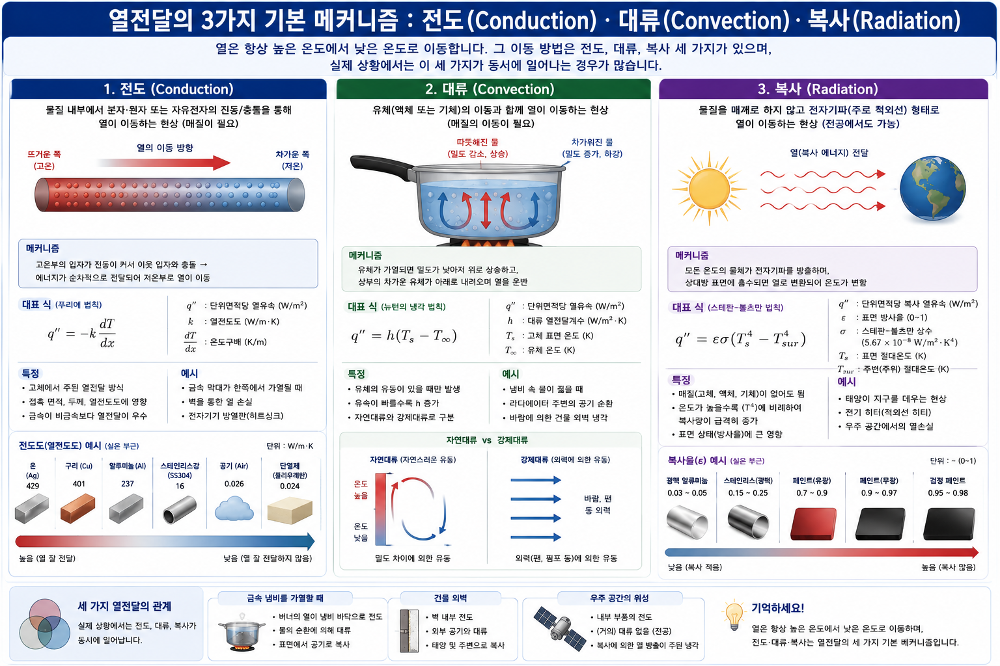 열전달의 3가지 기본 메커니즘 : 전도(Conduction) · 대류(Convection) · 복사(Radiation)
열은 항상 높은 온도에서 낮은 온도로 이동합니다. 그 이동 방법은 전도, 대류, 복사 세 가지가 있으며,
실제 상황에서는 이 세 가지가 동서에 일어나는 경우가 많습니다.
1. 전도 (Conduction)
물질 내부에서 분자·원자 또는 자유전자의 진동/충돌을 통해
열이 이동하는 현상 (매질이 필요)
열의 이동 방향
뜨거운 쪽
(고온)
차가운 쪽
(저온)
메커니즘
고온부의 입자가 진동이 커서 이웃 입자와 충돌 →
에너지가 순차적으로 전달되어 저온부로 열이 이동
대표 식 (푸리에 법칙)
q″ = −k dT/dx
q″ : 단위면적당 열유속 (W/m²)
k : 열전도도 (W/m·K)
dT/dx : 온도구배 (K/m)
특정
• 고체에서 주된 열전달 방식
• 접촉 면적, 두께, 열전도도에 영향
• 금속이 비금속보다 열전달이 우수
예시
• 금속 막대가 한쪽에서 가열될 때
• 벽을 통한 열 손실
• 전자기기 방열판(히트싱크)
전도도(열전도도) 예시 (실온 부근)
단위 : W/m·K
은
(Ag)
429
구리 (Cu)
401
알루미늄 (Al)
237
스테인리스강
(SS304)
16
공기 (Air)
0.026
단열제
(폴리우레탄)
0.024
높음 (열 잘 전달)
낮음 (열 잘 전달하지 않음)
2. 대류 (Convection)
유체(액체 또는 기체)의 이동과 함께 열이 이동하는 현상
(매질의 이동이 필요)
따뜻해진 물
(밀도 감소, 상승)
차가워진 물
(밀도 증가, 하강)
메커니즘
유체가 가열되면 밀도가 낮아저 위로 상송하고,
상부의 차가운 유체가 아래로 내려오며 열을 운반
대표 식 (뉴턴의 냉각 법칙)
q″ = h(Ts − T∞)
q″ : 단위면적당 열유속 (W/m²)
h : 대류 열전달계수 (W/m²·K)
Ts : 고체 표면 온도 (K)
T∞ : 유체 온도 (K)
특정
• 유체의 유동이 있을 때만 발생
• 유속이 빠를수록 h 증가
• 자연대류와 강제대류로 구분
예시
• 냄비 속 물이 끓을 때
• 라다에이터 주변의 공기 순환
• 바람에 의한 건물 외벽 냉각
자연대류 vs 강제대류
자연대류 (자연스러운 유동)
온도
높음
온도
낮음
밀도 차이에 의한 유동
강제대류 (외력에 의한 유동)
바람, 팬
동 외력
외력(팬, 펌포 동)에 의한 유동
3. 복사 (Radiation)
물질을 매개로 하지 않고 전자기파(주로 적외선) 형태로
열이 이동하는 현상 (전공에서도 가능)
열(복사 에너지) 전달
메커니즘
모든 온도의 물체가 전자기파를 방출하며,
상대방 표면에 흡수되면 열로 변환되어 온도가 변함
대표 식 (스테판-볼츠만 법칙)
q″ = εσ(Ts⁴ − Tsur⁴)
q″ : 단위면적당 복사 열유속 (W/m²)
ε : 표면 방사율 (0~1)
σ : 스테판-볼츠만 상수
(5.67 × 10⁻⁸ W/m²·K⁴)
Ts : 표면 절대온도 (K)
Tsur : 주변(주위) 절대온도 (K)
특징
• 매질(고체, 액체, 기체)이 없어도 됨
• 온도가 높을수록 (T⁴)에 비례하여
복사량이 급격히 증가
• 표면 상태(방사율)에 큰 영향
예시
• 태양이 지구를 데우는 현상
• 전기 히터(적외선 히티)
• 우주 공간에서의 열손실
복사율(ε) 예시 (실온 부근)
단위 : − (0~1)
광핵 알류미늄
0.03 ~ 0.05
스테인리스(광핵)
0.15 ~ 0.25
페인트(유광)
0.7 ~ 0.9
페인트(무광)
0.9 ~ 0.97
검정 페인트
0.95 ~ 0.98
낮음 (복사 적음)
높음 (복사 많음)
세 가지 열전달의 관계
실제 상황에서는 전도, 대류, 복사가
동시에 일어납니다.
금속 냄비를 가열할 때
• 버너의 열이 냄비 바닥으로 전도
• 물의 순환에 의해 대류
• 표면에서 공기로 복사
건물 외벽
• 벽 내부 전도
• 외부 공기와 대류
• 태양 및 주변으로 복사
우주 공간의 위성
• 내부 부품의 전도
• (거의) 대류 없음 (전공)
• 복사에 의한 열 방출이 주된 냉각
기억하세요!
열은 항상 높은 온도에서 낮은 온도로 이동하며,
전도·대류·복사는 열전달의 세 가지 기본 메커니즘입니다.